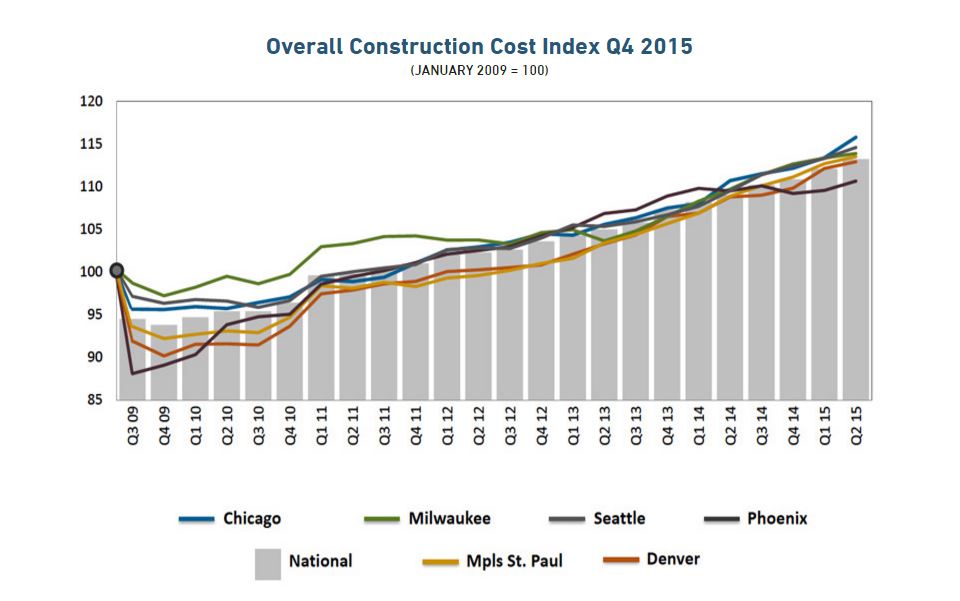 Overall Construction Cost Index Q4 2015
(JANUARY 2009 = 100)
120
115
110
105
100
95
90
85
Q3 09
Q4 09
Q1 10
Q2 10
Q3 10
Q4 10
Q1 11
Q2 11
Q3 11
Q4 11
Q1 12
Q2 12
Q3 12
Q4 12
Q1 13
Q2 13
Q3 13
Q4 13
Q1 14
Q2 14
Q3 14
Q4 14
Q1 15
Q2 15
Chicago
Milwaukee
Seattle
Phoenix
National
Mpls St. Paul
Denver